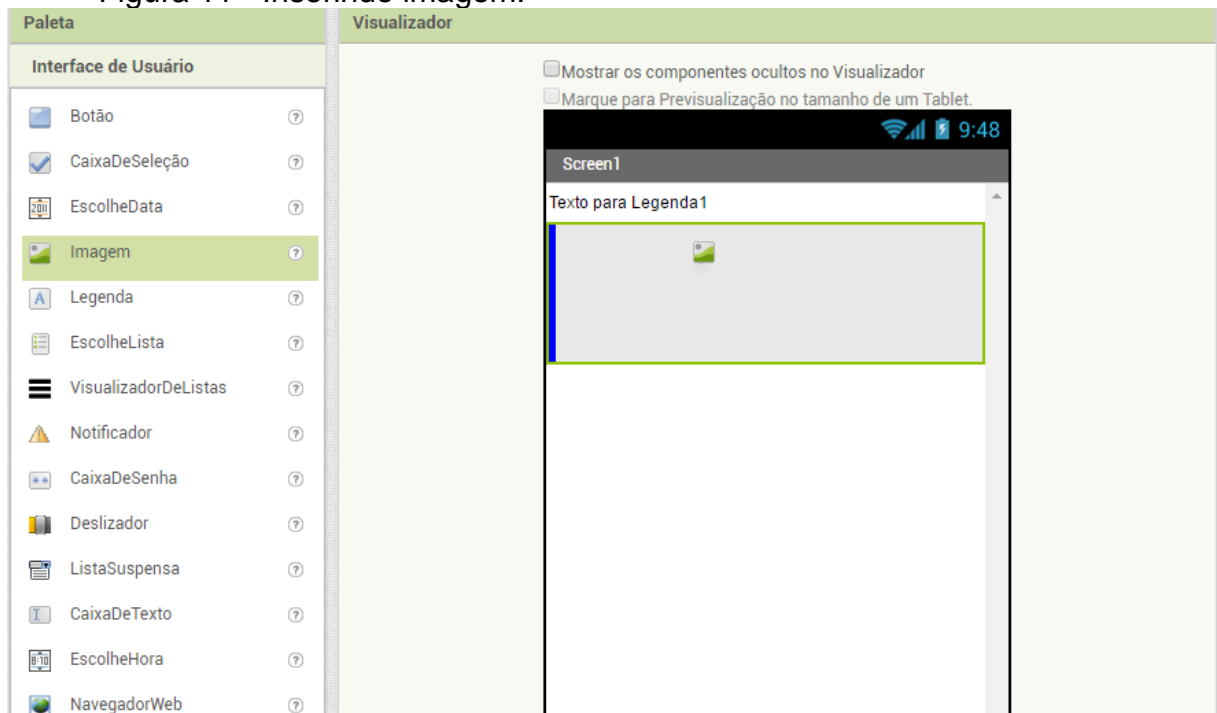 Figura 11 - Inserindo imagem.
Paleta
Visualizador
Interface de Usuário
Mostrar os componentes ocultos no Visualizador
Marque para Previsualização no tamanho de um Tablet.
Botão
9:48
CaixaDeSeleção
Screen1
EscolheData
Texto para Legenda1
Imagem
Legenda
EscolheLista
VisualizadorDeListas
Notificador
CaixaDeSenha
Deslizador
ListaSuspensa
CaixaDeTexto
EscolheHora
NavegadorWeb